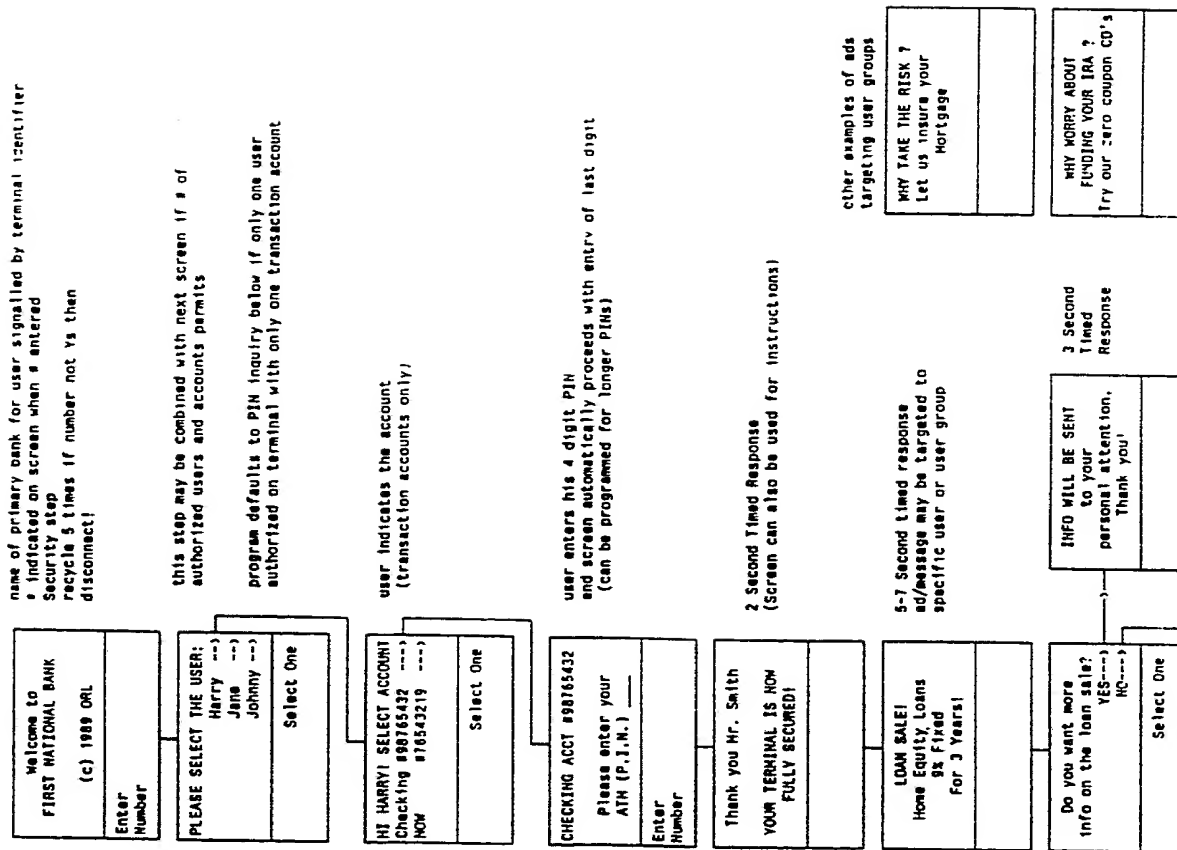 Welcome to
FIRST NATIONAL BANK
(c) 1989 ORL
Enter
Number
name of primary bank for user signalled by terminal identifier
# indicated on screen when # entered
Security step
recycle 5 times if number not Ys then
disconnect!
PLEASE SELECT THE USER:
Harry --->
Jane --->
Johnny --->
Select One
this step may be combined with next screen if # of
authorized users and accounts permits
program defaults to PIN inquiry below if only one user
authorized on terminal with only one transaction account
HI HARRY! SELECT ACCOUNT
Checking #98765432 --->
NOW #76543219 --->
Select One
user indicates the account
(transaction accounts only)
CHECKING ACCT #98765432
Please enter your
ATM (P.I.N.) ____
Enter
Number
user enters his 4 digit PIN
and screen automatically proceeds with entry of last digit
(can be programmed for longer PINs)
Thank you Mr. Smith
YOUR TERMINAL IS NOW
FULLY SECURED!
2 Second Timed Response
(Screen can also be used for instructions)
LOAN SALE!
Home Equity Loans
9% Fixed
For 3 Years!
5-7 Second timed response
ad/message may be targeted to
specific user or user group
other examples of ads
targeting user groups
WHY TAKE THE RISK ?
Let us insure your
Mortgage
Do you want more
info on the loan sale?
YES--->
NO--->
Select One
INFO WILL BE SENT
to your
personal attention,
Thank you!
3 Second
Timed
Response
WHY WORRY ABOUT
FUNDING YOUR IRA ?
Try our zero coupon CD's